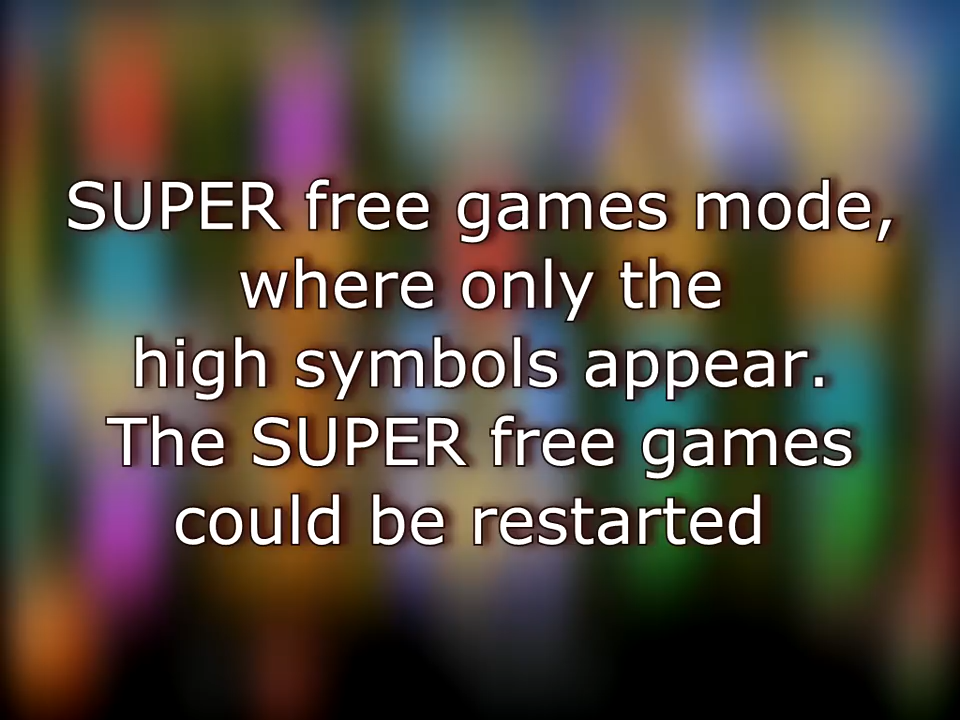 SUPER free games mode,
where only the
high symbols appear.
The SUPER free games
could be restarted